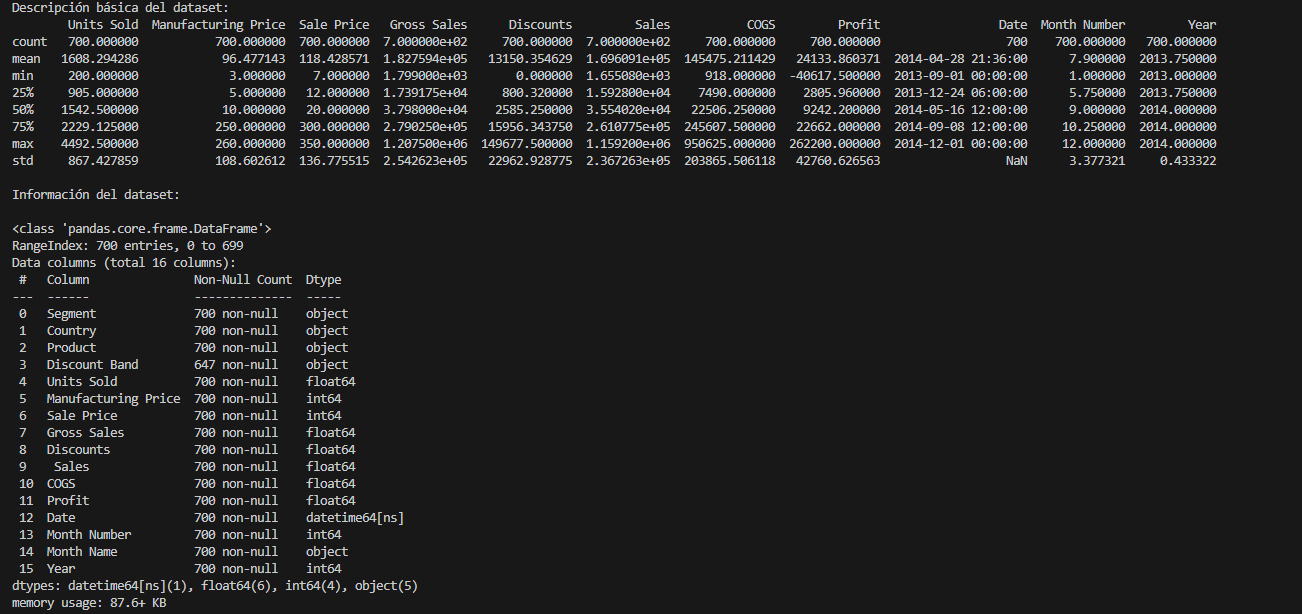 Descripción básica del dataset:
        Units Sold  Manufacturing Price  Sale Price   Gross Sales      Discounts         Sales           COGS         Profit                 Date  Month Number         Year
count   700.000000           700.000000  700.000000  7.000000e+02     700.000000  7.000000e+02     700.000000     700.000000                  700    700.000000   700.000000
mean   1608.294286            96.477143  118.428571  1.827594e+05   13150.354629  1.696091e+05  145475.211429   24133.860371  2014-04-28 21:36:00      7.900000  2013.750000
min     200.000000             3.000000    7.000000  1.799000e+03       0.000000  1.655080e+03     918.000000  -40617.500000  2013-09-01 00:00:00      1.000000  2013.000000
25%     905.000000             5.000000   12.000000  1.739175e+04     800.320000  1.592800e+04    7490.000000    2805.960000  2013-12-24 06:00:00      5.750000  2013.750000
50%    1542.500000            10.000000   20.000000  3.798000e+04    2585.250000  3.554020e+04   22506.250000    9242.200000  2014-05-16 12:00:00      9.000000  2014.000000
75%    2229.125000           250.000000  300.000000  2.790250e+05   15956.343750  2.610775e+05  245607.500000   22662.000000  2014-09-08 12:00:00     10.250000  2014.000000
max    4492.500000           260.000000  350.000000  1.207500e+06  149677.500000  1.159200e+06  950625.000000  262200.000000  2014-12-01 00:00:00     12.000000  2014.000000
std     867.427859           108.602612  136.775515  2.542623e+05   22962.928775  2.367263e+05  203865.506118   42760.626563                  NaN      3.377321     0.433322
Información del dataset:
<class 'pandas.core.frame.DataFrame'>
RangeIndex: 700 entries, 0 to 699
Data columns (total 16 columns):
 #   Column               Non-Null Count  Dtype
---  ------               --------------  -----
 0   Segment              700 non-null    object
 1   Country              700 non-null    object
 2   Product              700 non-null    object
 3   Discount Band        647 non-null    object
 4   Units Sold           700 non-null    float64
 5   Manufacturing Price  700 non-null    int64
 6   Sale Price           700 non-null    int64
 7   Gross Sales          700 non-null    float64
 8   Discounts            700 non-null    float64
 9    Sales               700 non-null    float64
 10  COGS                 700 non-null    float64
 11  Profit               700 non-null    float64
 12  Date                 700 non-null    datetime64[ns]
 13  Month Number         700 non-null    int64
 14  Month Name           700 non-null    object
 15  Year                 700 non-null    int64
dtypes: datetime64[ns](1), float64(6), int64(4), object(5)
memory usage: 87.6+ KB